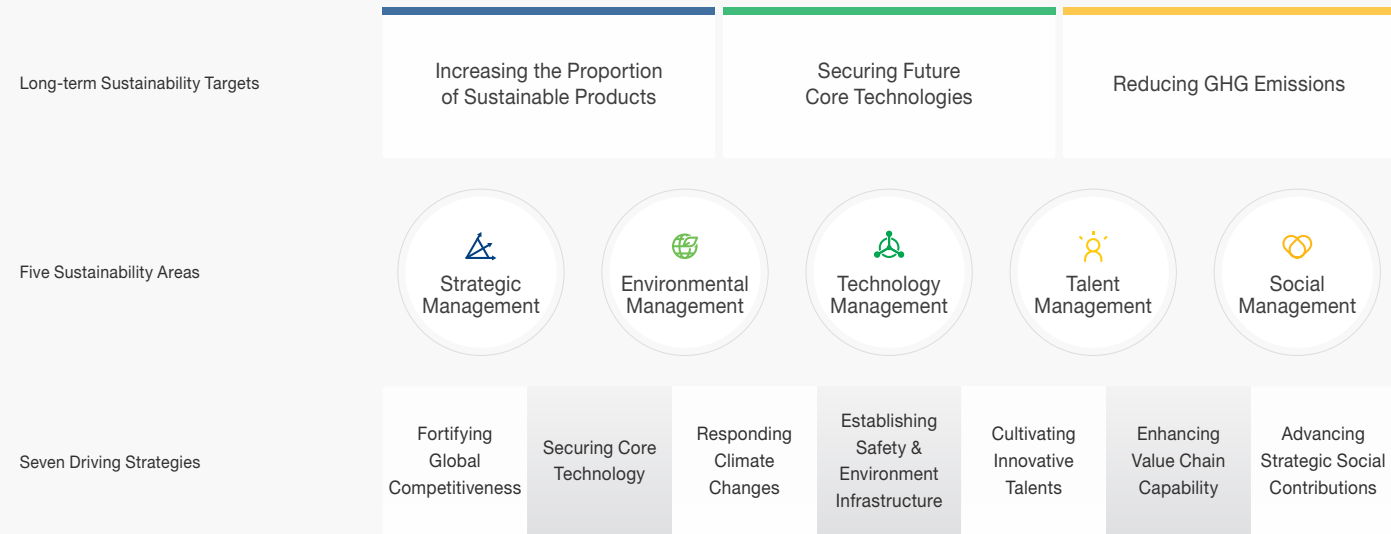 Long-term Sustainability Targets
Increasing the Proportion
of Sustainable Products
Securing Future
Core Technologies
Reducing GHG Emissions
Five Sustainability Areas
Strategic
Management
Environmental
Management
Technology
Management
Talent
Management
Social
Management
Seven Driving Strategies
Fortifying
Global
Competitiveness
Securing Core
Technology
Responding
Climate
Changes
Establishing
Safety &
Environment
Infrastructure
Cultivating
Innovative
Talents
Enhancing
Value Chain
Capability
Advancing
Strategic Social
Contributions